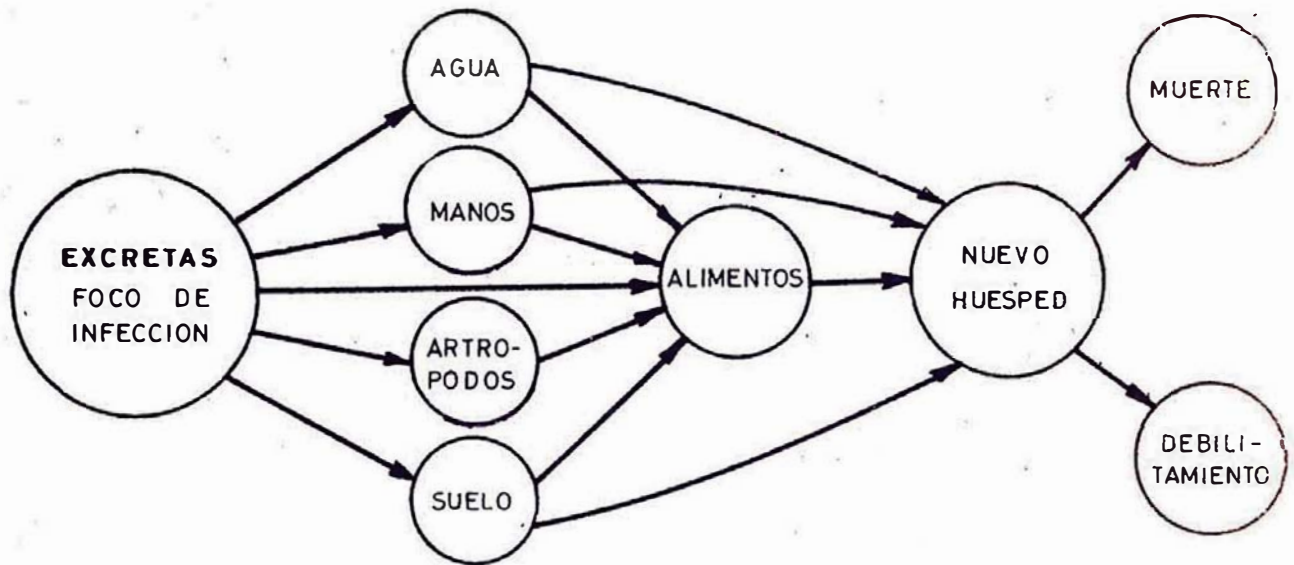 AGUA
MUERTE
MANOS
EXCRETAS
FOCO DE
INFECCION
ALIMENTOS
NUEVO
HUESPED
ARTRO-
PODOS
SUELO
DEBILI-
TAMIENTO